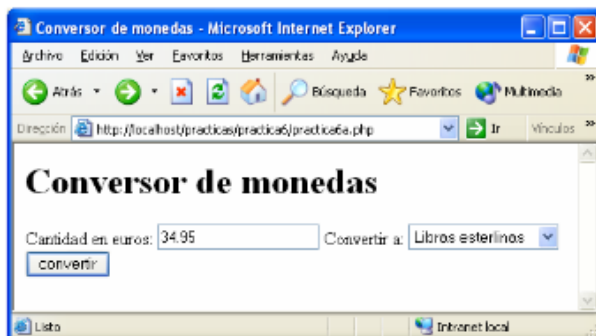 Conversor de monedas - Microsoft Internet Explorer
Archivo Edición Ver Favoritos Herramientas Ayuda
Atrás Búsqueda Favoritos Multimedia »
Dirección http://localhost/practicas/practica6/practica6a.php Ir Vínculos »
Conversor de monedas
Cantidad en euros: 34.95 Convertir a: Libras esterlinas
convertir
Listo Intranet local